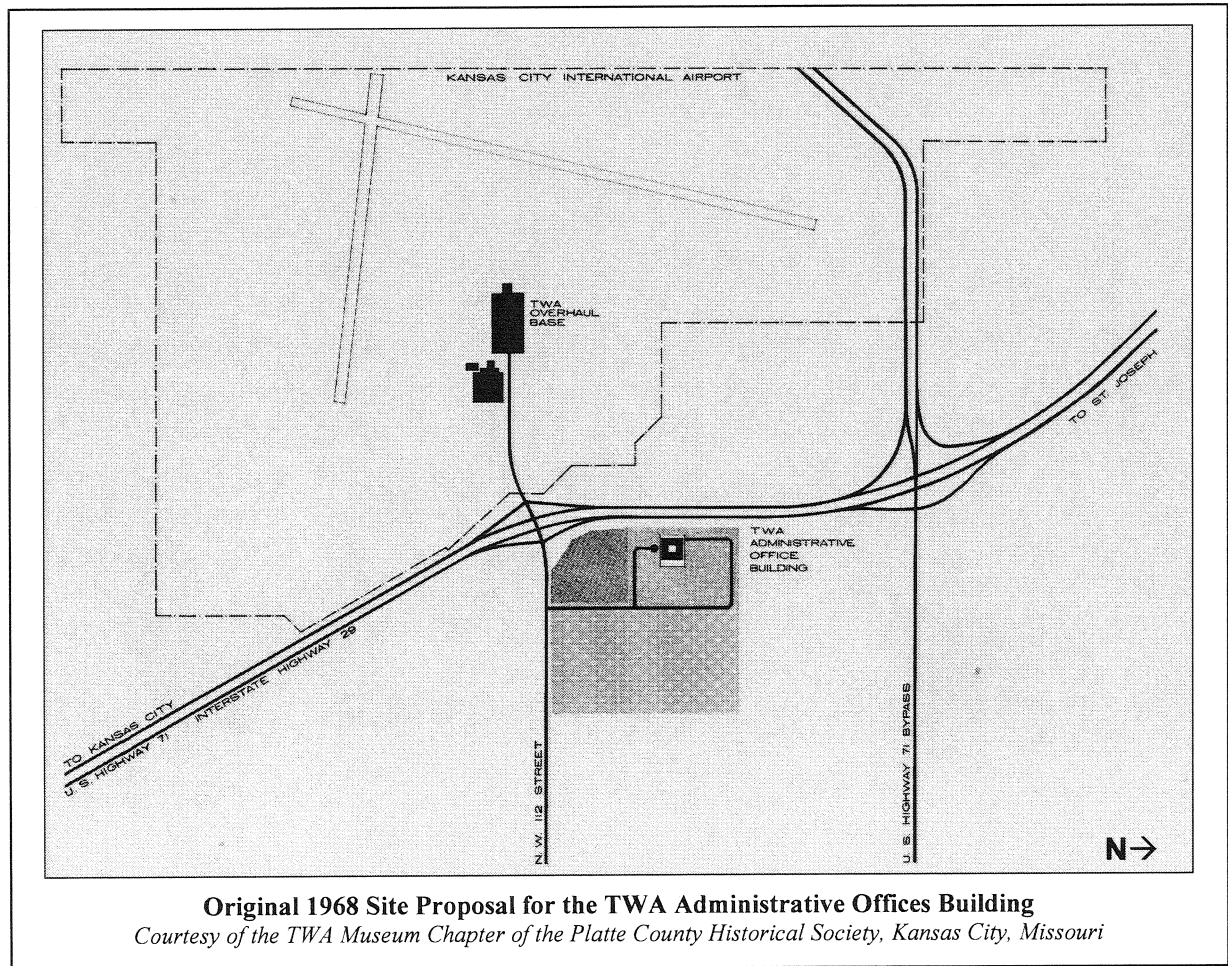 KANSAS CITY INTERNATIONAL AIRPORT
TWA
OVERHAUL
BASE
TO ST. JOSEPH
TWA
ADMINISTRATIVE
OFFICE
BUILDING
TO KANSAS CITY
U. S. HIGHWAY 71 INTERSTATE HIGHWAY 29
N.W. 112 STREET
U. S. HIGHWAY 71 BYPASS
N→
Original 1968 Site Proposal for the TWA Administrative Offices Building
Courtesy of the TWA Museum Chapter of the Platte County Historical Society, Kansas City, Missouri